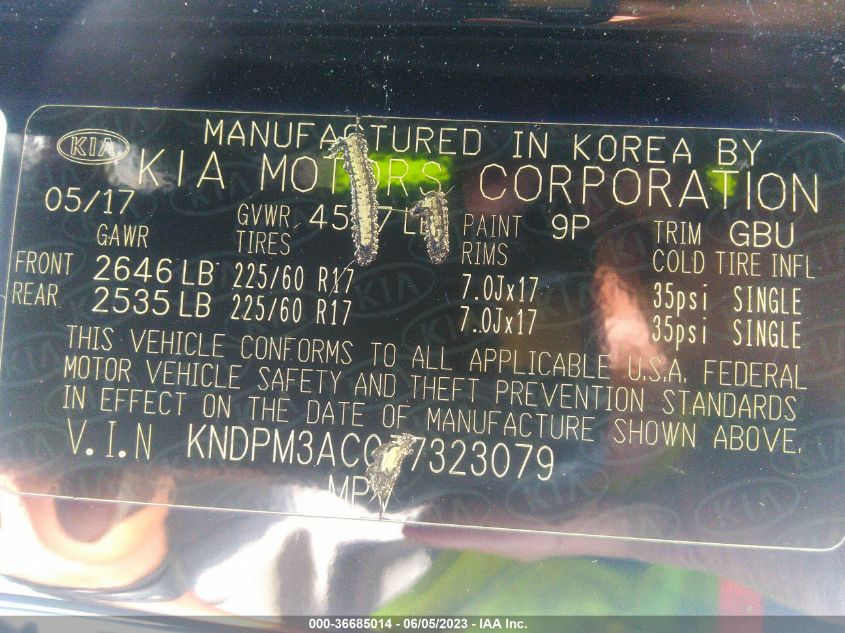 KIA
MANUFACTURED IN KOREA BY
KIA MOTORS CORPORATION
05/17 GVWR PAINT 9P TRIM GBU
GAWR TIRES RIMS COLD TIRE INFL
FRONT 2646 LB 225/60 R17 7.0Jx17 35psi SINGLE
REAR 2535 LB 225/60 R17 7.0Jx17 35psi SINGLE
THIS VEHICLE CONFORMS TO ALL APPLICABLE U.S.A. FEDERAL
MOTOR VEHICLE SAFETY AND THEFT PREVENTION STANDARDS
IN EFFECT ON THE DATE OF MANUFACTURE SHOWN ABOVE.
V.I.N
000-36685014 - 06/05/2023 - IAA Inc.